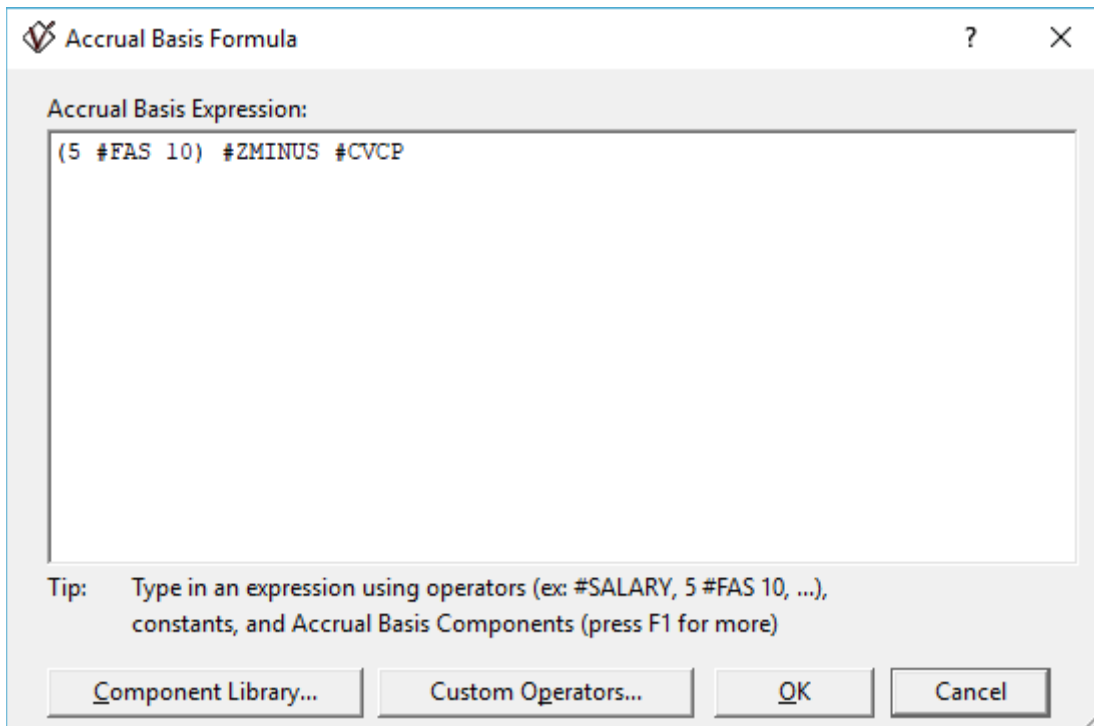 Accrual Basis Formula
?
Accrual Basis Expression:
(5 #FAS 10) #ZMINUS #CVCP
Tip: Type in an expression using operators (ex: #SALARY, 5 #FAS 10, ...),
constants, and Accrual Basis Components (press F1 for more)
Component Library... Custom Operators... OK Cancel